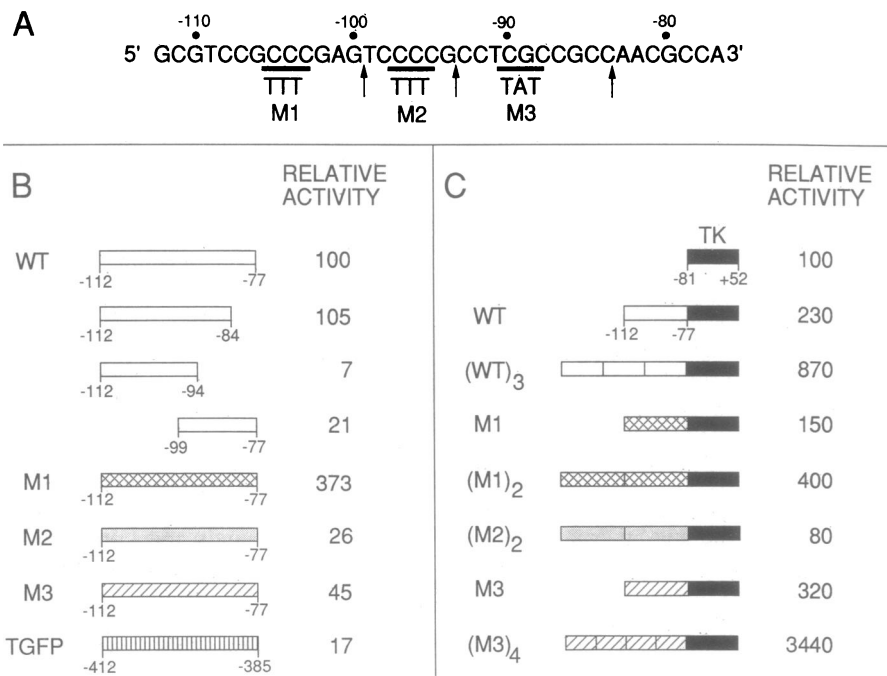 A
-110 -100 -90 -80
5' GCGTCCGCCCGAGTCCCCGCCTCGCCGCCAACGCCA3'
TTT TTT TAT
M1 M2 M3
B
RELATIVE
ACTIVITY
WT 100
-112 -77
105
-112 -84
7
-112 -94
21
-99 -77
M1 373
-112 -77
M2 26
-112 -77
M3 45
-112 -77
TGFP 17
-412 -385
C
RELATIVE
ACTIVITY
TK
100
-81 +52
WT 230
-112 -77
(WT)3 870
M1 150
(M1)2 400
(M2)2 80
M3 320
(M3)4 3440